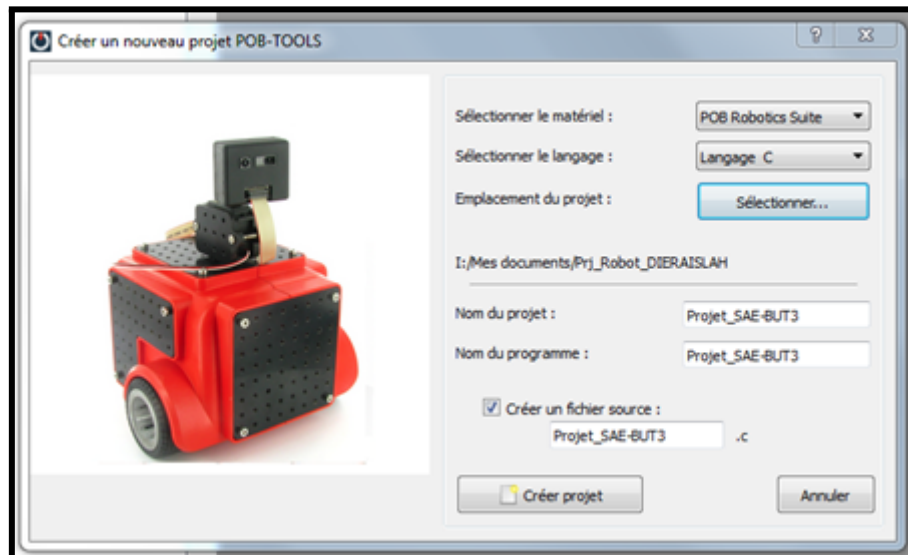 Créer un nouveau projet POB-TOOLS
Sélectionner le matériel :
POB Robotics Suite
Sélectionner le langage :
Langage C
Emplacement du projet :
Sélectionner...
I:/Mes documents/Prj_Robot_DIERAISLAH
Nom du projet :
Projet_SAE-BUT3
Nom du programme :
Projet_SAE-BUT3
Créer un fichier source :
Projet_SAE-BUT3 .c
Créer projet
Annuler